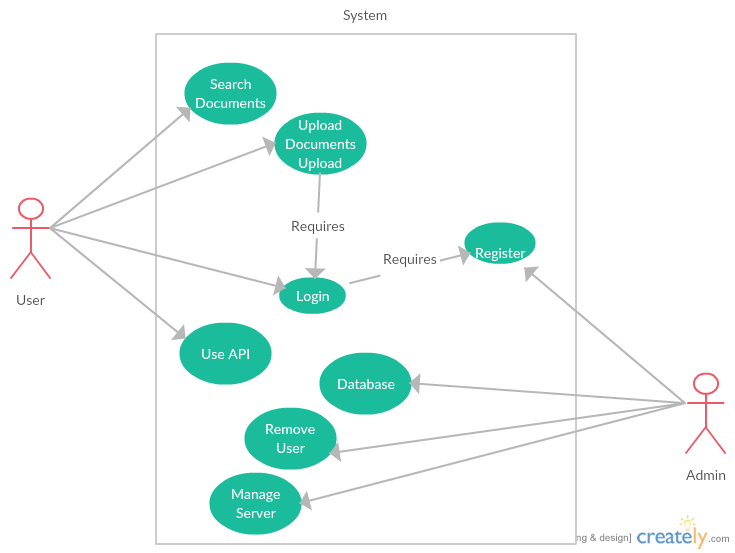 System
Search
Documents
Upload
Documents
Upload
Requires
Requires
Register
Login
User
Use API
Database
Remove
User
Manage
Server
Admin
ng & design]
creately.com